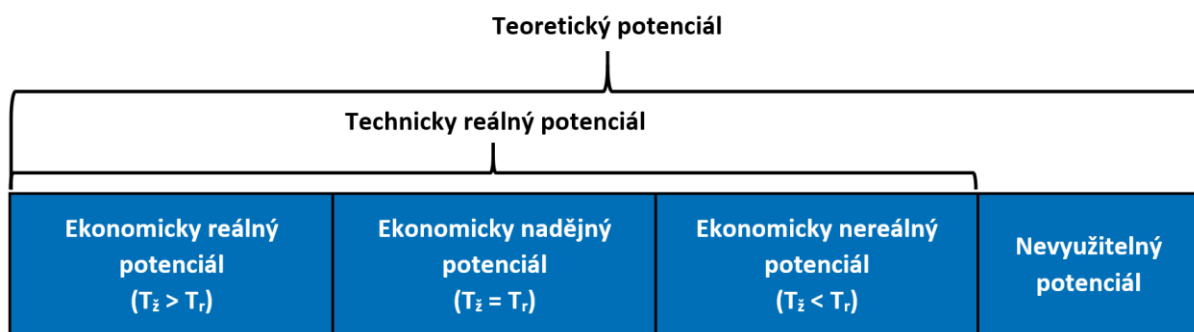 Teoretický potenciál
Technicky reálný potenciál
Ekonomicky reálný
potenciál
(Tž > Tr)
Ekonomicky nadějný
potenciál
(Tž = Tr)
Ekonomicky nereálný
potenciál
(Tž < Tr)
Nevyužitelný
potenciál